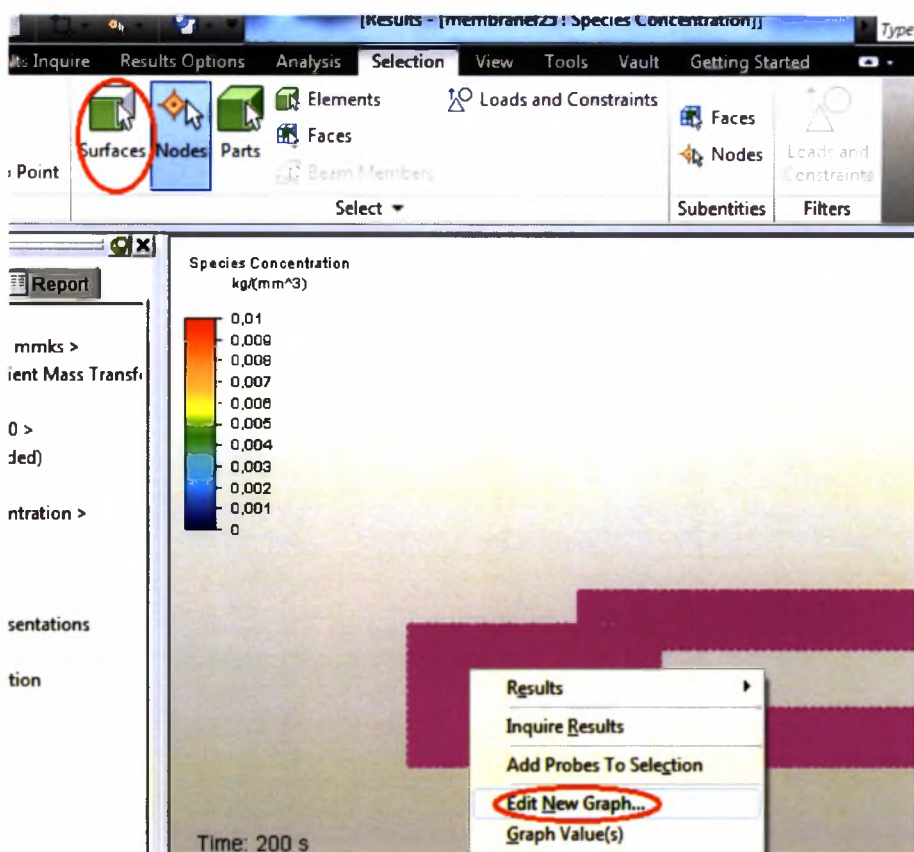 [Results - [membraner25 : Species Concentration]]
Type
Inquire Results Options Analysis Selection View Tools Vault Getting Started
Surfaces Nodes Parts
Elements
Faces
Beam Members
Loads and Constraints
Point
Select
Faces
Nodes
Subentities
Loads and
Constraints
Filters
Report
mmks >
ient Mass Transf
0 >
ded)
ntration >
sentations
tion
Species Concentration
kg/(mm^3)
0,01
0,009
0,008
0,007
0,006
0,005
0,004
0,003
0,002
0,001
0
Results
Inquire Results
Add Probes To Selection
Edit New Graph...
Graph Value(s)
Time: 200 s